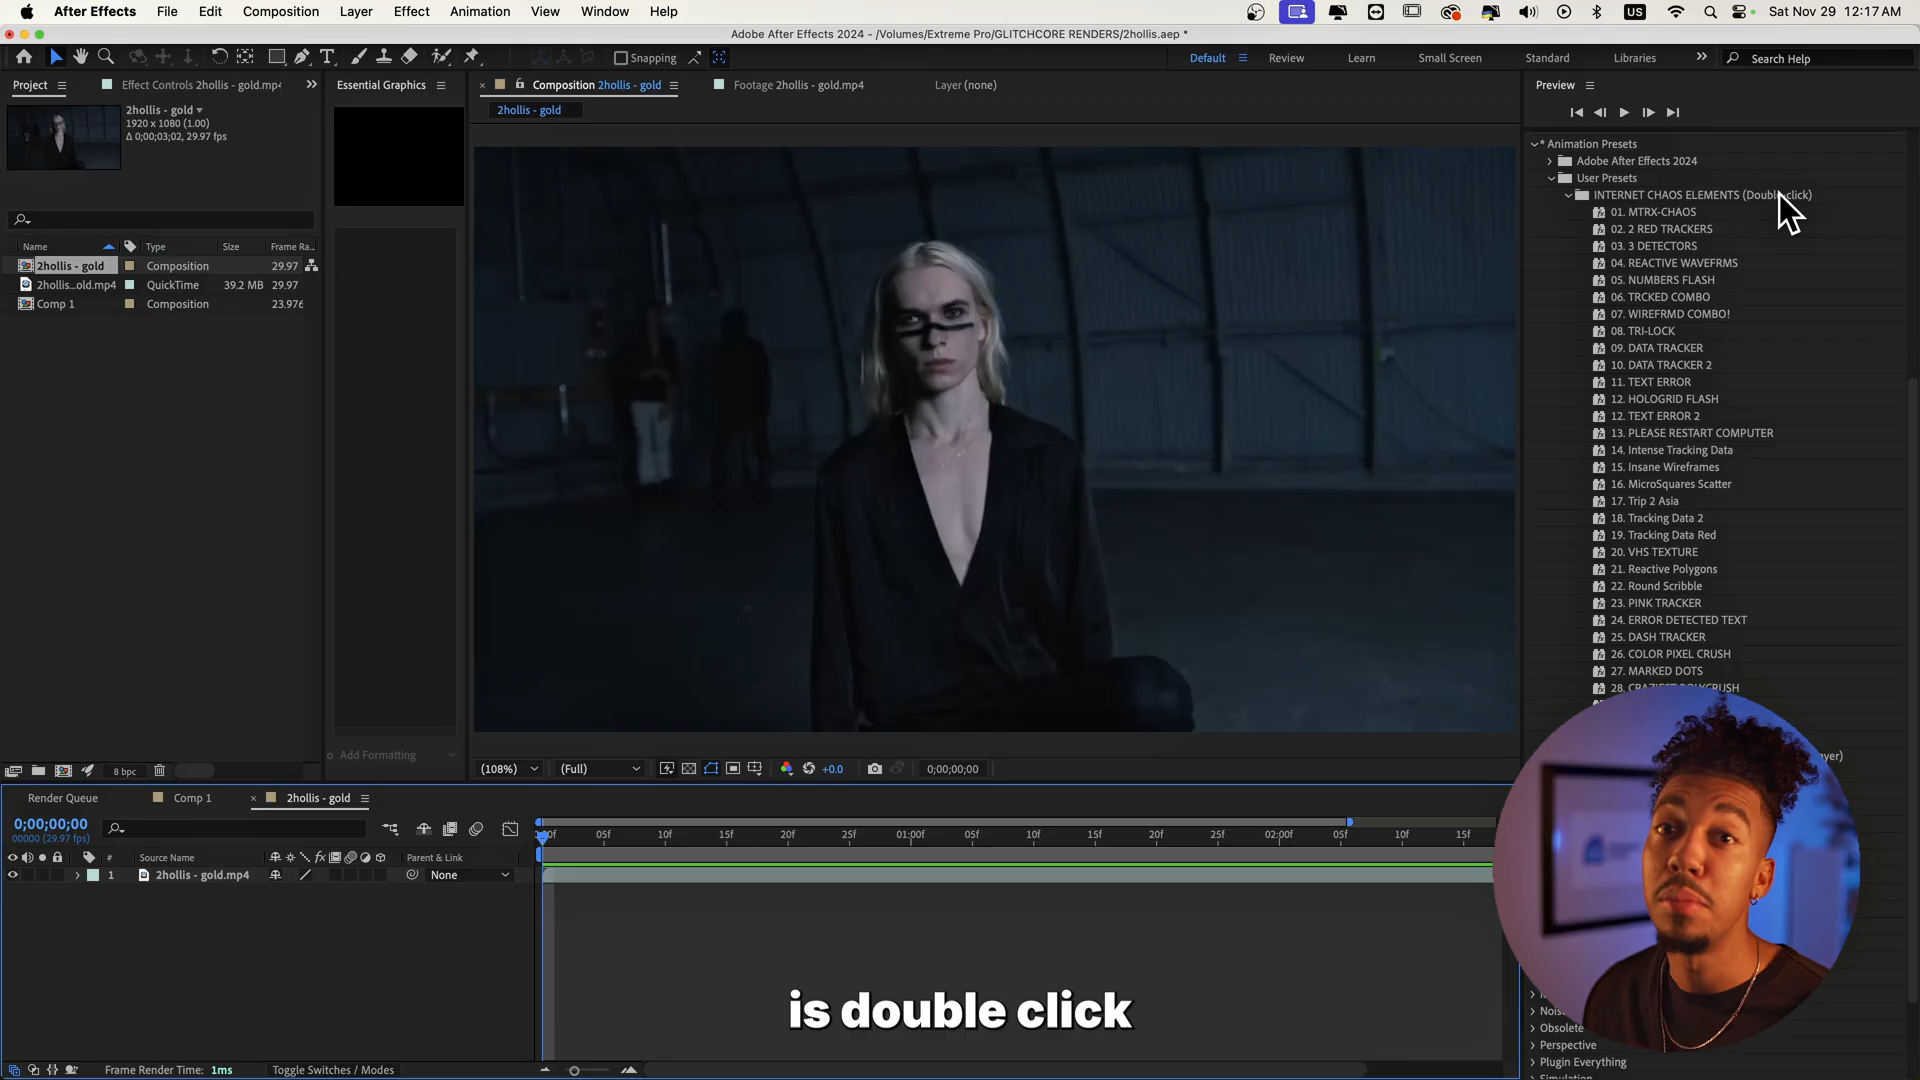 After Effects File Edit Composition Layer Effect Animation View Window Help
US Sat Nov 29 12:17 AM
Adobe After Effects 2024 - /Volumes/Extreme Pro/GLITCHCORE RENDERS/2hollis.aep *
Snapping
Default Review Learn Small Screen Standard Libraries Search Help
Project Effect Controls 2hollis - gold.mp4
Essential Graphics
Composition 2hollis - gold
Footage 2hollis - gold.mp4
Layer (none)
Preview
2hollis - gold
1920 x 1080 (1.00)
Δ 0;00;03;02, 29.97 fps
2hollis - gold
Name Type Size Frame Ra...
2hollis - gold Composition 29.97
2hollis...old.mp4 QuickTime 39.2 MB 29.97
Comp 1 Composition 23.976
* Animation Presets
Adobe After Effects 2024
User Presets
INTERNET CHAOS ELEMENTS (Double click)
01. MTRX-CHAOS
02. 2 RED TRACKERS
03. 3 DETECTORS
04. REACTIVE WAVEFRMS
05. NUMBERS FLASH
06. TRCKED COMBO
07. WIREFRMD COMBO!
08. TRI-LOCK
09. DATA TRACKER
10. DATA TRACKER 2
11. TEXT ERROR
12. HOLOGRID FLASH
12. TEXT ERROR 2
13. PLEASE RESTART COMPUTER
14. Intense Tracking Data
15. Insane Wireframes
16. MicroSquares Scatter
17. Trip 2 Asia
18. Tracking Data 2
19. Tracking Data Red
20. VHS TEXTURE
21. Reactive Polygons
22. Round Scribble
23. PINK TRACKER
24. ERROR DETECTED TEXT
25. DASH TRACKER
26. COLOR PIXEL CRUSH
27. MARKED DOTS
28. CRAZIEST POLYCRUSH
Obsolete
Perspective
Plugin Everything
Add Formatting
8 bpc
(108%) (Full) +0.0 0;00;00;00
Render Queue Comp 1 2hollis - gold
0;00;00;00
00000 (29.97 fps)
05f 10f 15f 20f 25f 01:00f 05f 10f 15f 20f 25f 02:00f 05f 10f 15f
# Source Name Parent & Link
1 2hollis - gold.mp4 None
is double click
Frame Render Time: 1ms Toggle Switches / Modes